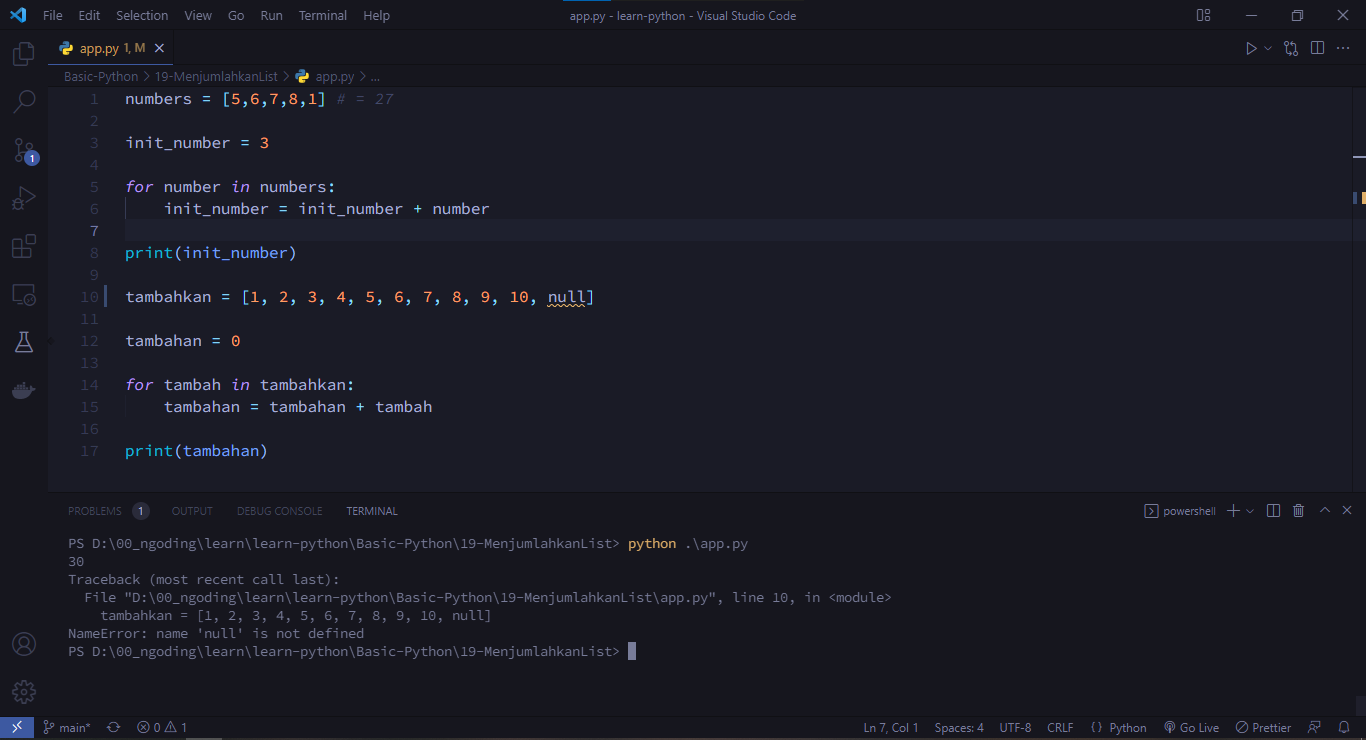 File Edit Selection View Go Run Terminal Help app.py - learn-python - Visual Studio Code
app.py 1, M
Basic-Python > 19-MenjumlahkanList > app.py > ...
1 numbers = [5,6,7,8,1] # = 27
2
3 init_number = 3
4
5 for number in numbers:
6 init_number = init_number + number
7
8 print(init_number)
9
10 tambahkan = [1, 2, 3, 4, 5, 6, 7, 8, 9, 10, null]
11
12 tambahan = 0
13
14 for tambah in tambahkan:
15 tambahan = tambahan + tambah
16
17 print(tambahan)
1
PROBLEMS 1 OUTPUT DEBUG CONSOLE TERMINAL powershell
PS D:\00_ngoding\learn\learn-python\Basic-Python\19-MenjumlahkanList> python .\app.py
30
Traceback (most recent call last):
File "D:\00_ngoding\learn\learn-python\Basic-Python\19-MenjumlahkanList\app.py", line 10, in <module>
tambahkan = [1, 2, 3, 4, 5, 6, 7, 8, 9, 10, null]
NameError: name 'null' is not defined
PS D:\00_ngoding\learn\learn-python\Basic-Python\19-MenjumlahkanList>
main* 0 1 Ln 7, Col 1 Spaces: 4 UTF-8 CRLF {} Python Go Live Prettier